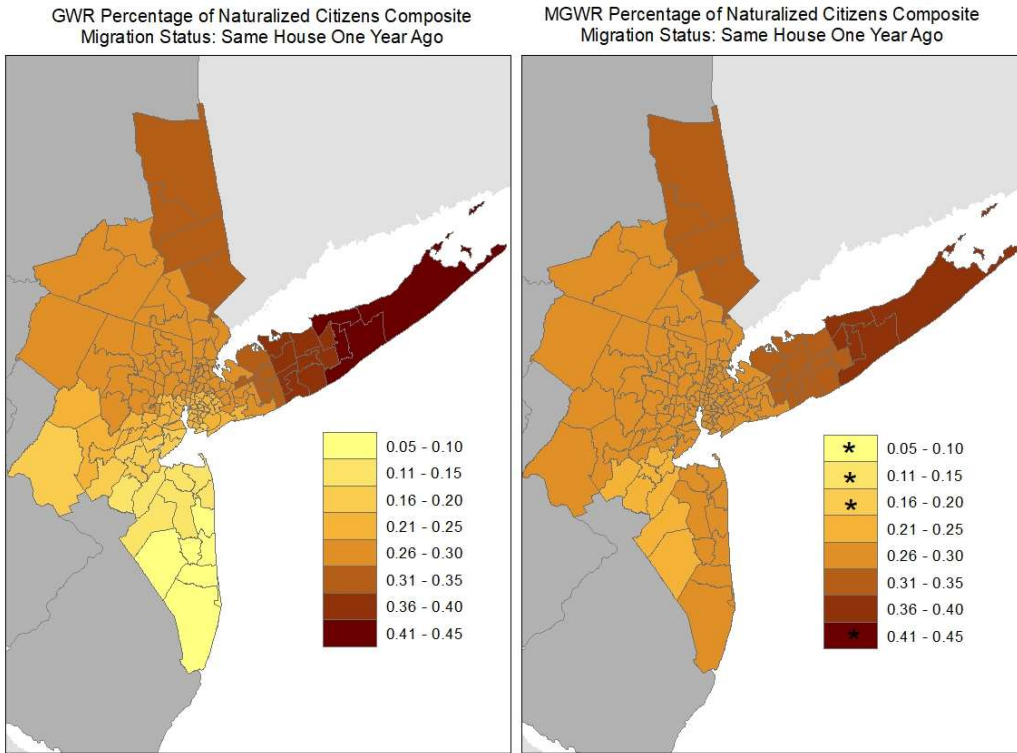 GWR Percentage of Naturalized Citizens Composite
Migration Status: Same House One Year Ago
0.05 - 0.10
0.11 - 0.15
0.16 - 0.20
0.21 - 0.25
0.26 - 0.30
0.31 - 0.35
0.36 - 0.40
0.41 - 0.45
MGWR Percentage of Naturalized Citizens Composite
Migration Status: Same House One Year Ago
* 0.05 - 0.10
* 0.11 - 0.15
* 0.16 - 0.20
0.21 - 0.25
0.26 - 0.30
0.31 - 0.35
0.36 - 0.40
* 0.41 - 0.45